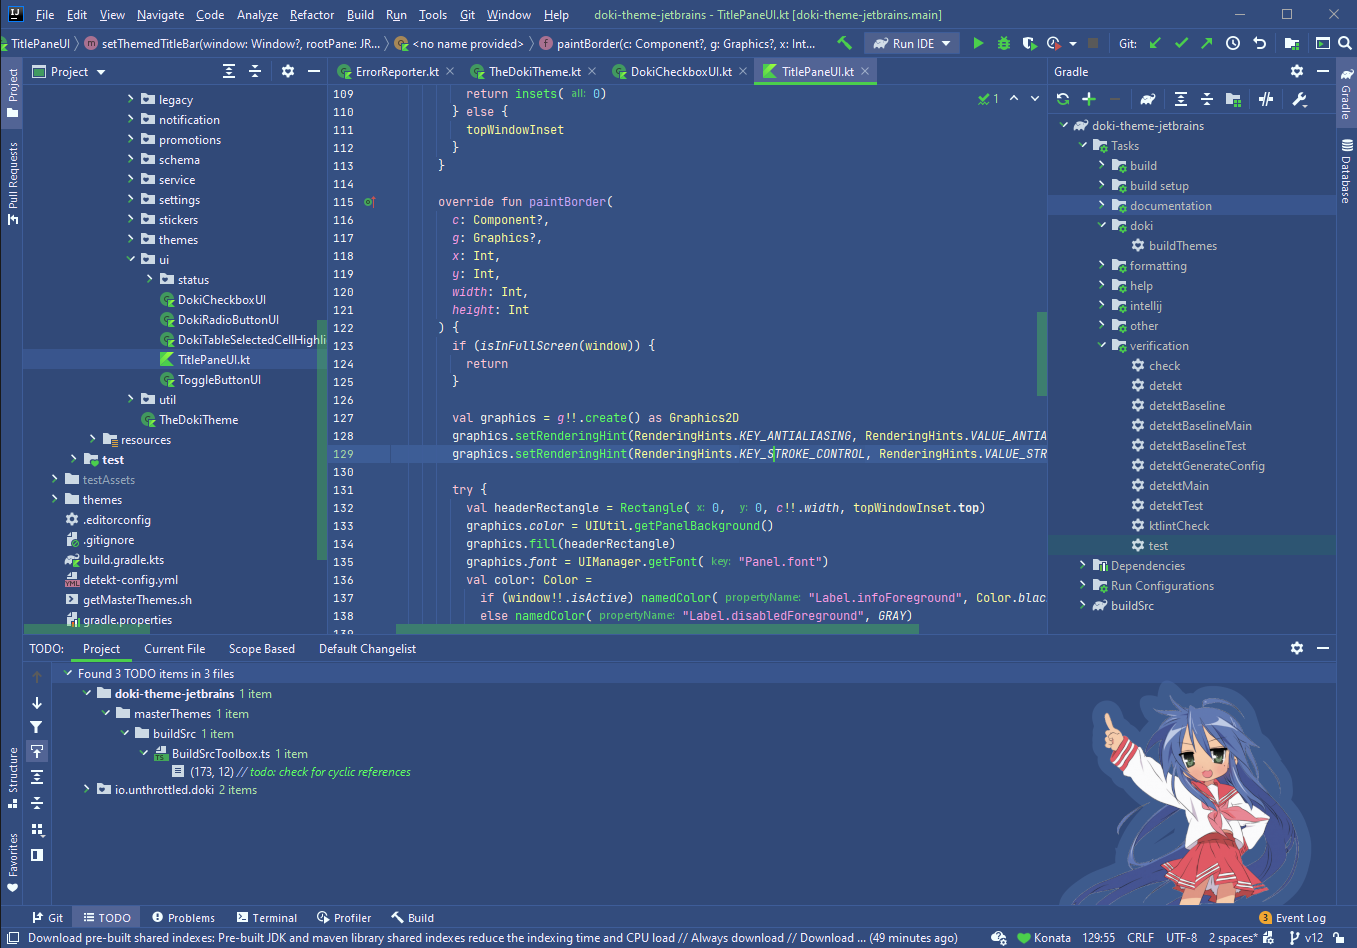 File Edit View Navigate Code Analyze Refactor Build Run Tools Git Window Help doki-theme-jetbrains - TitlePaneUI.kt [doki-theme-jetbrains.main]
TitlePaneUI setThemedTitleBar(window: Window?, rootPane: JR... <no name provided> paintBorder(c: Component?, g: Graphics?, x: Int... Run IDE Git:
Project
Pull Requests
Structure
Favorites
Project
legacy
notification
promotions
schema
service
settings
stickers
themes
ui
status
DokiCheckboxUI
DokiRadioButtonUI
DokiTableSelectedCellHighli
TitlePaneUI.kt
ToggleButtonUI
util
TheDokiTheme
resources
test
testAssets
themes
.editorconfig
.gitignore
build.gradle.kts
detekt-config.yml
getMasterThemes.sh
gradle.properties
ErrorReporter.kt TheDokiTheme.kt DokiCheckboxUI.kt TitlePaneUI.kt
1
109 return insets( all: 0)
110 } else {
111 topWindowInset
112 }
113 }
114
115 override fun paintBorder(
116 c: Component?,
117 g: Graphics?,
118 x: Int,
119 y: Int,
120 width: Int,
121 height: Int
122 ) {
123 if (isInFullScreen(window)) {
124 return
125 }
126
127 val graphics = g!!.create() as Graphics2D
128 graphics.setRenderingHint(RenderingHints.KEY_ANTIALIASING, RenderingHints.VALUE_ANTIA
129 graphics.setRenderingHint(RenderingHints.KEY_STROKE_CONTROL, RenderingHints.VALUE_STR
130
131 try {
132 val headerRectangle = Rectangle( x: 0, y: 0, c!!.width, topWindowInset.top)
133 graphics.color = UIUtil.getPanelBackground()
134 graphics.fill(headerRectangle)
135 graphics.font = UIManager.getFont( key: "Panel.font")
136 val color: Color =
137 if (window!!.isActive) namedColor( propertyName: "Label.infoForeground", Color.blac
138 else namedColor( propertyName: "Label.disabledForeground", GRAY)
139
Gradle
doki-theme-jetbrains
Tasks
build
build setup
documentation
doki
buildThemes
formatting
help
intellij
other
verification
check
detekt
detektBaseline
detektBaselineMain
detektBaselineTest
detektGenerateConfig
detektMain
detektTest
ktlintCheck
test
Dependencies
Run Configurations
buildSrc
Gradle
Database
TODO: Project Current File Scope Based Default Changelist
Found 3 TODO items in 3 files
doki-theme-jetbrains 1 item
masterThemes 1 item
buildSrc 1 item
BuildSrcToolbox.ts 1 item
(173, 12) // todo: check for cyclic references
io.unthrottled.doki 2 items
Git TODO Problems Terminal Profiler Build 3 Event Log
Download pre-built shared indexes: Pre-built JDK and maven library shared indexes reduce the indexing time and CPU load // Always download // Download ... (49 minutes ago) Konata 129:55 CRLF UTF-8 2 spaces* v12